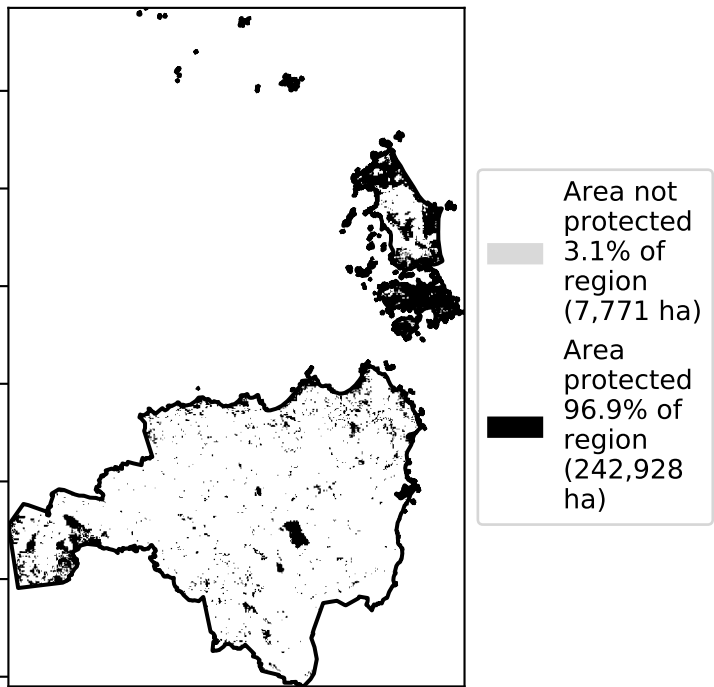 Area not
protected
3.1% of
region
(7,771 ha)
Area
protected
96.9% of
region
(242,928
ha)